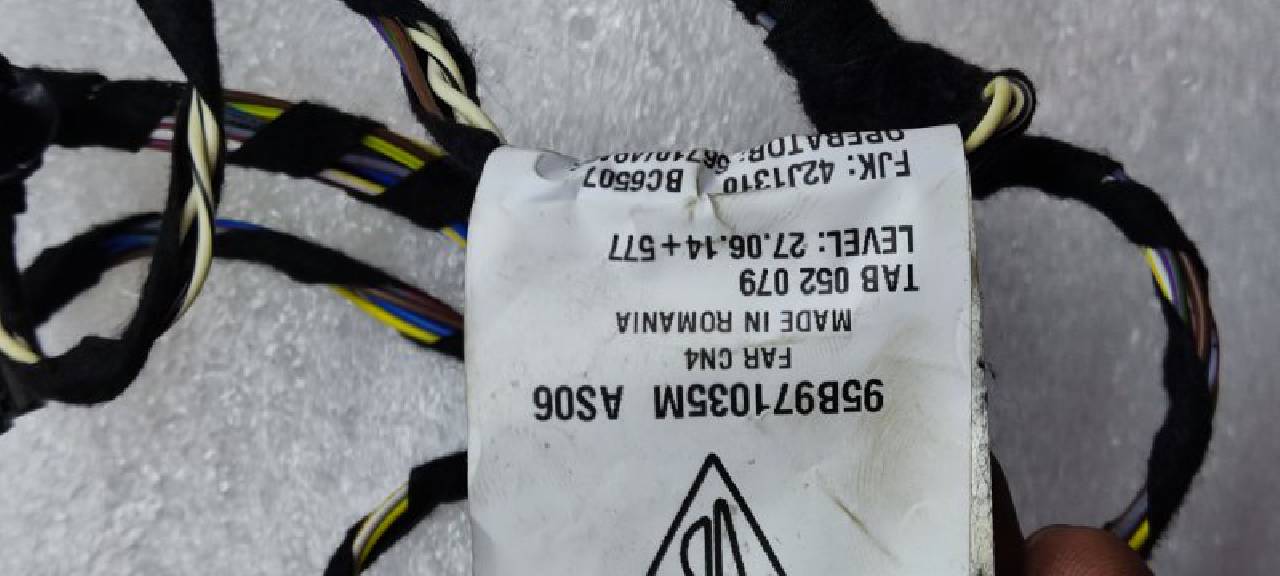 95B971035M AS06
FAR CN4
MADE IN ROMANIA
TAB 052 079
LEVEL: 27.06.14+577
FJK: 42J1310 BC6507
OPERATOR: